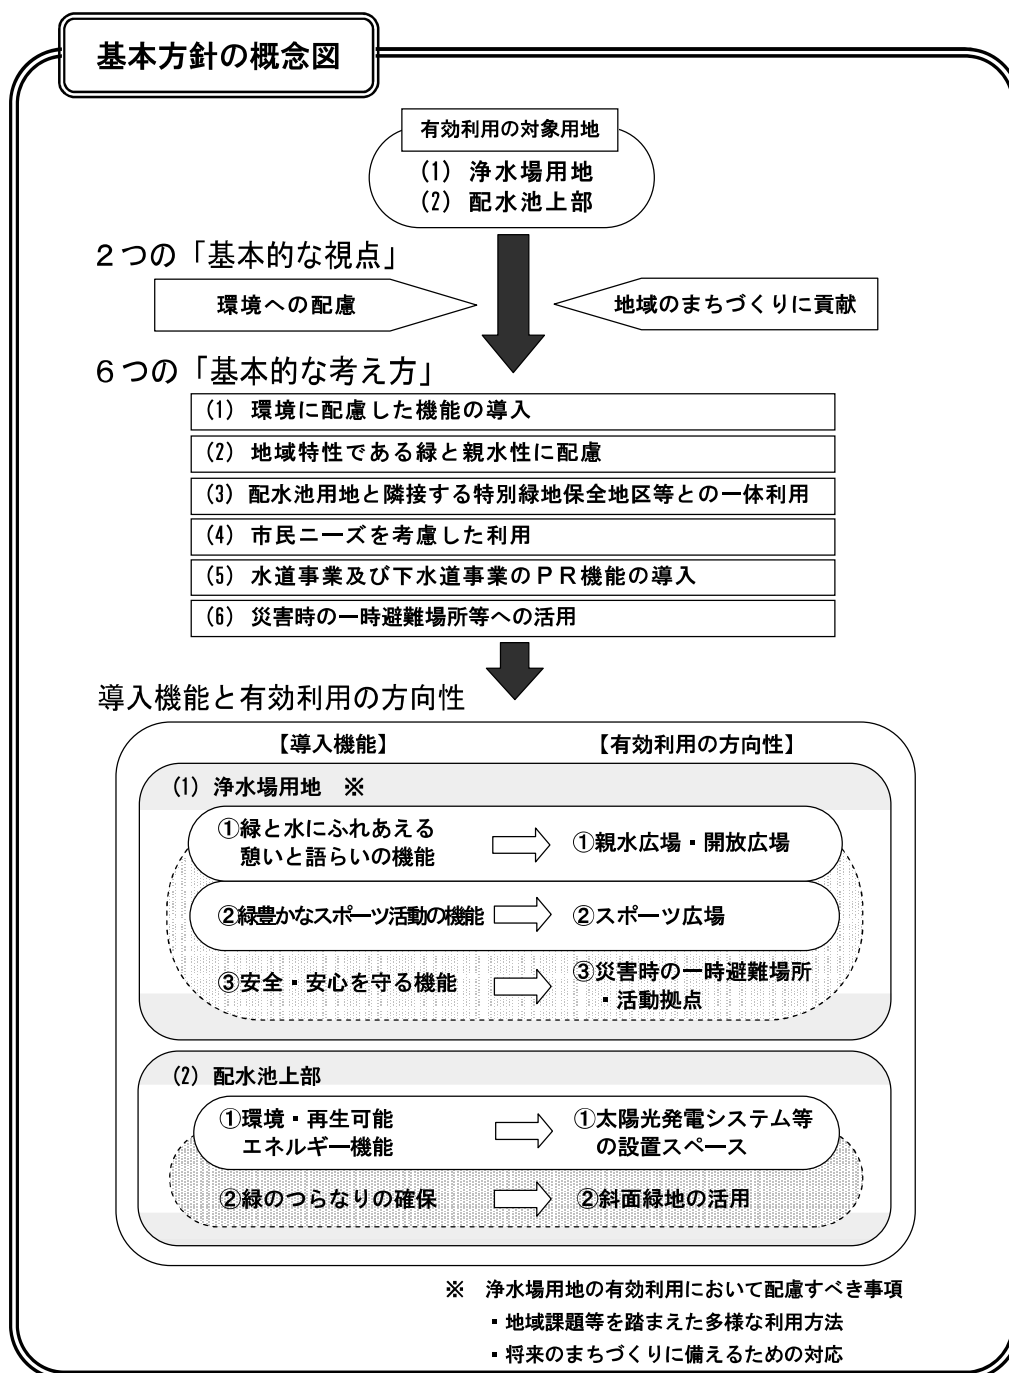 基本方針の概念図
有効利用の対象用地
(1) 浄水場用地
(2) 配水池上部
2つの「基本的な視点」
環境への配慮
地域のまちづくりに貢献
6つの「基本的な考え方」
(1) 環境に配慮した機能の導入
(2) 地域特性である緑と親水性に配慮
(3) 配水池用地と隣接する特別緑地保全地区等との一体利用
(4) 市民ニーズを考慮した利用
(5) 水道事業及び下水道事業のPR機能の導入
(6) 災害時の一時避難場所等への活用
導入機能と有効利用の方向性
【導入機能】
【有効利用の方向性】
(1) 浄水場用地 ※
①緑と水にふれあえる
憩いと語らいの機能
①親水広場・開放広場
②緑豊かなスポーツ活動の機能
②スポーツ広場
③安全・安心を守る機能
③災害時の一時避難場所
・活動拠点
(2) 配水池上部
①環境・再生可能
エネルギー機能
①太陽光発電システム等
の設置スペース
②緑のつらなりの確保
②斜面緑地の活用
※ 浄水場用地の有効利用において配慮すべき事項
・地域課題等を踏まえた多様な利用方法
・将来のまちづくりに備えるための対応